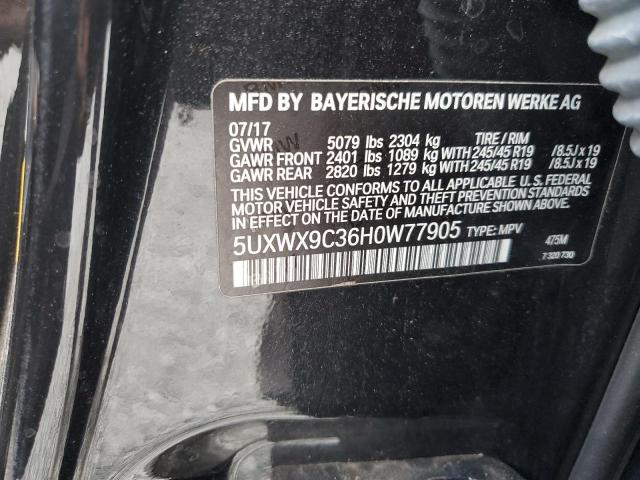 MFD BY BAYERISCHE MOTOREN WERKE AG
07/17
GVWR 5079 lbs 2304 kg TIRE / RIM
GAWR FRONT 2401 lbs 1089 kg WITH 245/45 R19 /8.5J x 19
GAWR REAR 2820 lbs 1279 kg WITH 245/45 R19 /8.5J x 19
THIS VEHICLE CONFORMS TO ALL APPLICABLE U.S. FEDERAL
MOTOR VEHICLE SAFETY AND THEFT PREVENTION STANDARDS
IN EFFECT ON THE DATE OF MANUFACTURE SHOWN ABOVE.
5UXWX9C36H0W77905 TYPE: MPV 475M
7 320 730